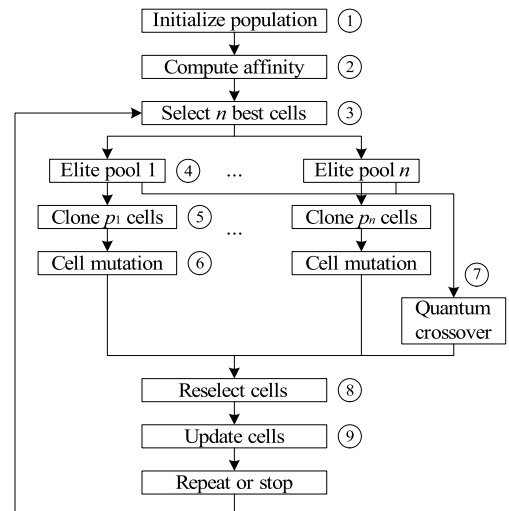 Initialize population ①
Compute affinity ②
Select n best cells ③
Elite pool 1 ④ ... Elite pool n
Clone p1 cells ⑤ ... Clone pn cells
Cell mutation ⑥ Cell mutation ⑦
Quantum
crossover
Reselect cells ⑧
Update cells ⑨
Repeat or stop